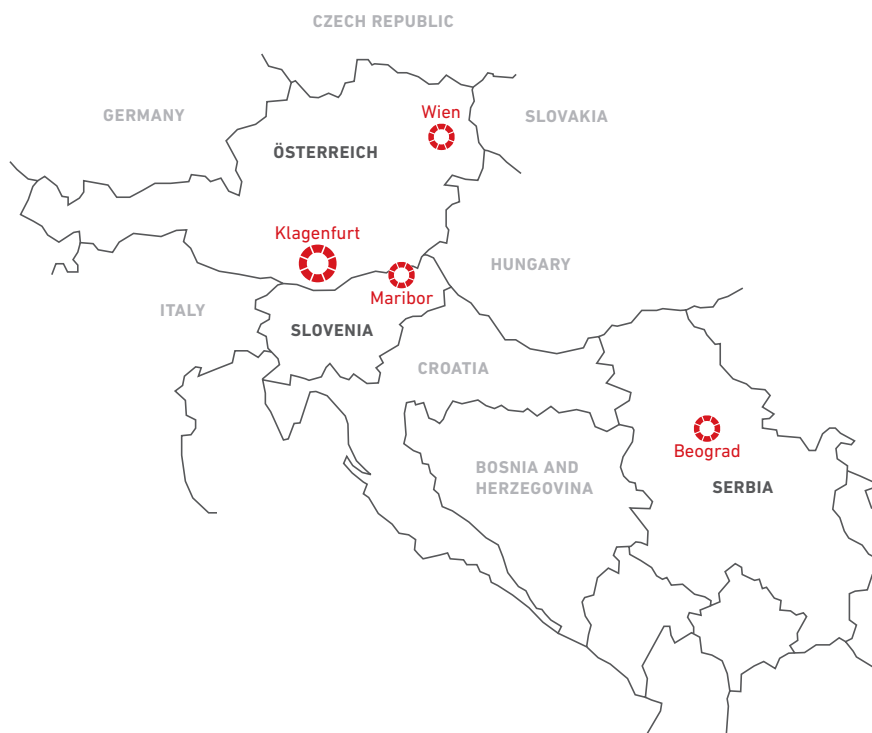 CZECH REPUBLIC
GERMANY
Wien
SLOVAKIA
ÖSTERREICH
Klagenfurt
HUNGARY
Maribor
ITALY
SLOVENIA
CROATIA
Beograd
BOSNIA AND
HERZEGOVINA
SERBIA